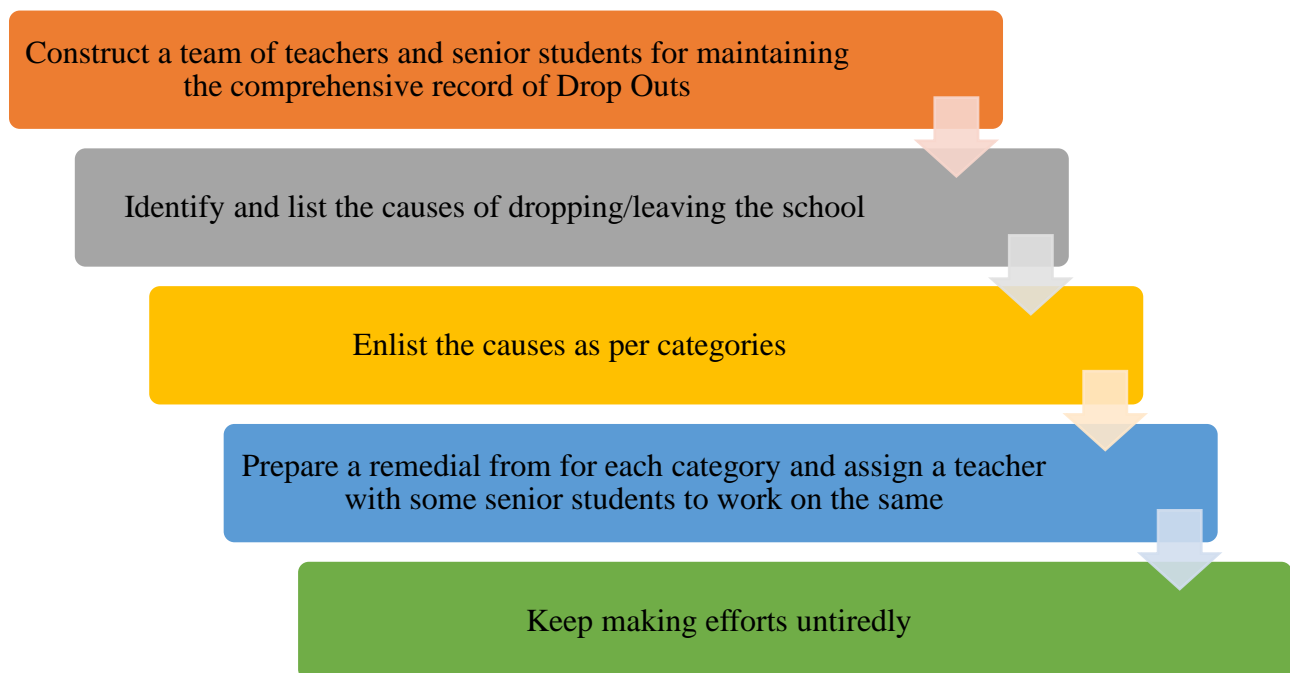 Construct a team of teachers and senior students for maintaining
the comprehensive record of Drop Outs
Identify and list the causes of dropping/leaving the school
Enlist the causes as per categories
Prepare a remedial from for each category and assign a teacher
with some senior students to work on the same
Keep making efforts untiredly